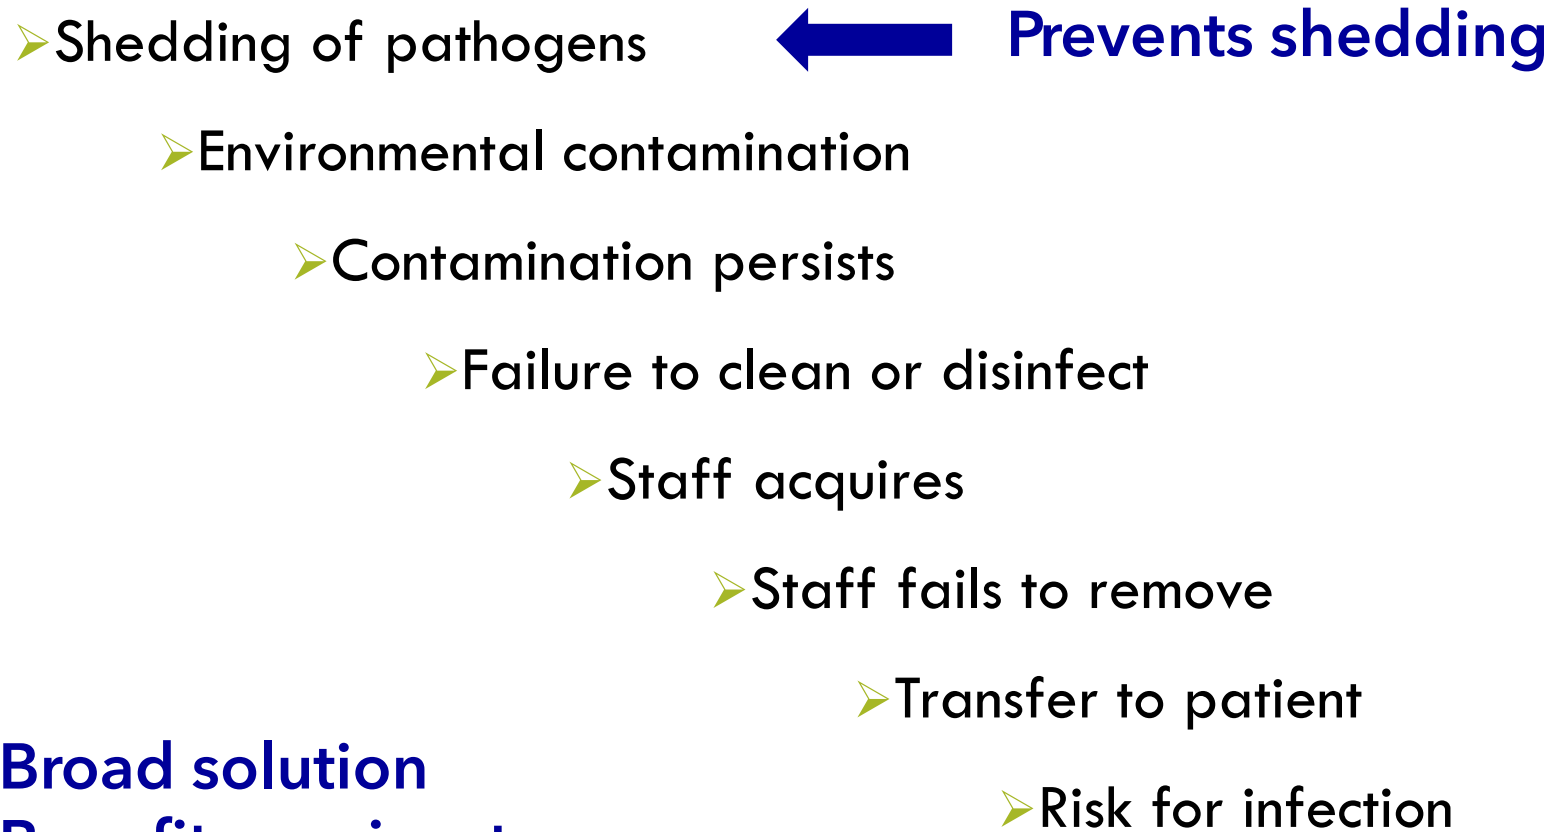 ➢Shedding of pathogens
Prevents shedding
➢Environmental contamination
➢Contamination persists
➢Failure to clean or disinfect
➢Staff acquires
➢Staff fails to remove
➢Transfer to patient
Broad solution
➢Risk for infection